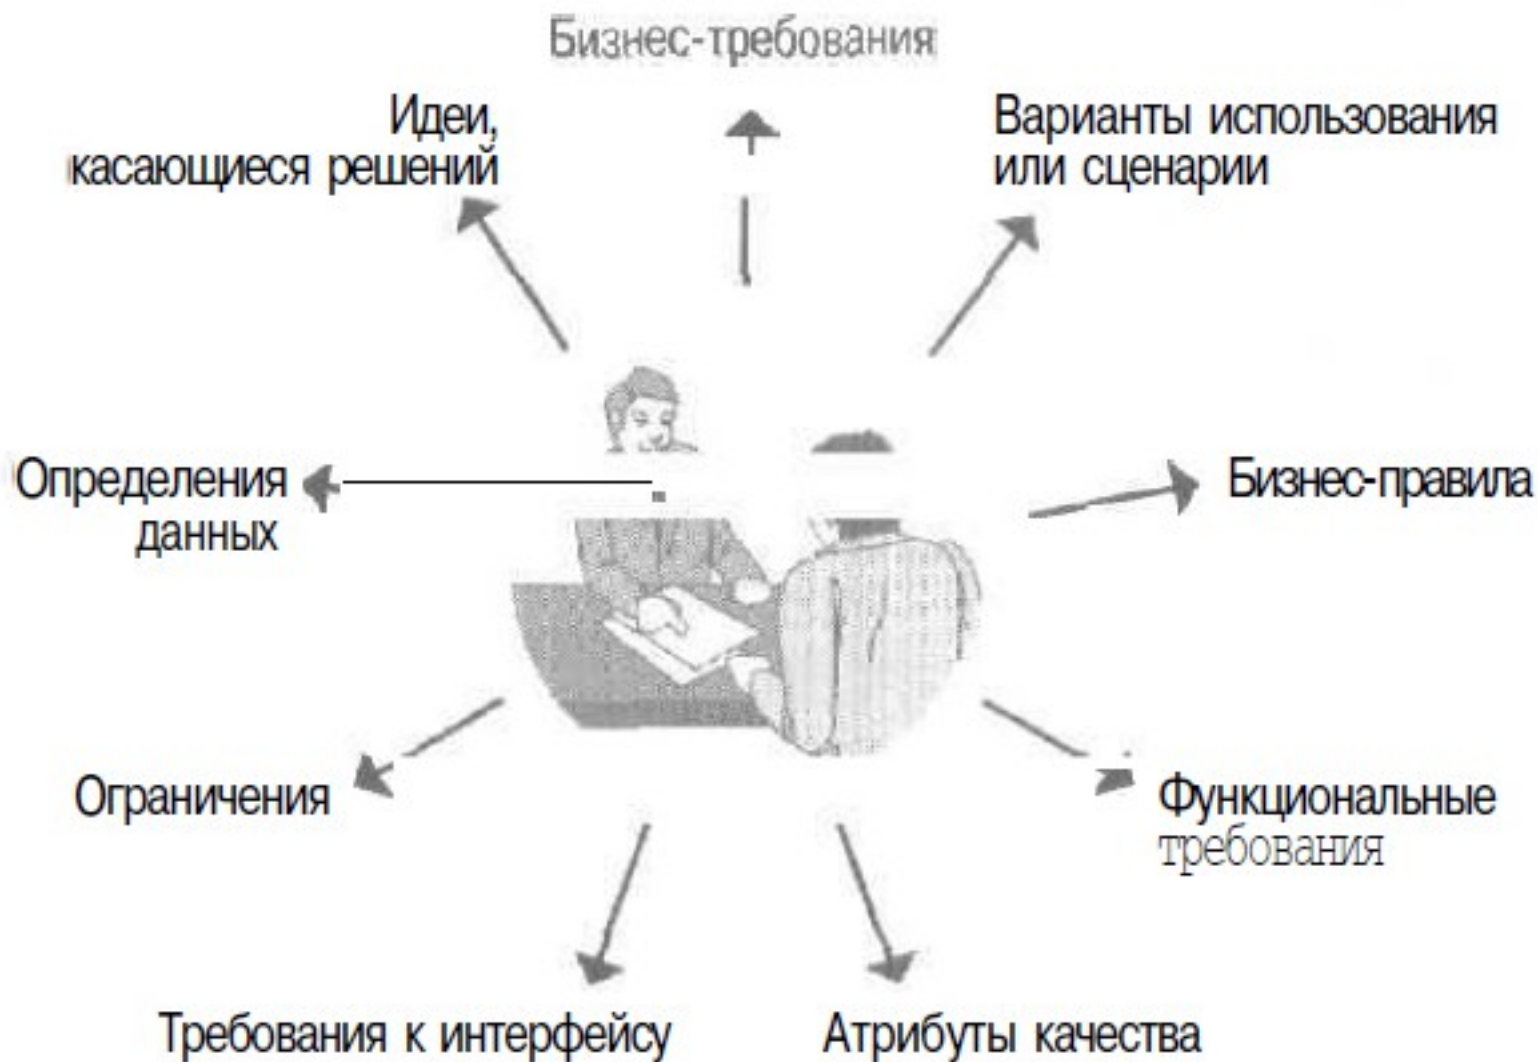 Бизнес-требования
Идеи,
касающиеся решений
Варианты использования
или сценарии
Определения
данных
Бизнес-правила
Ограничения
Функциональные
требования
Требования к интерфейсу
Атрибуты качества